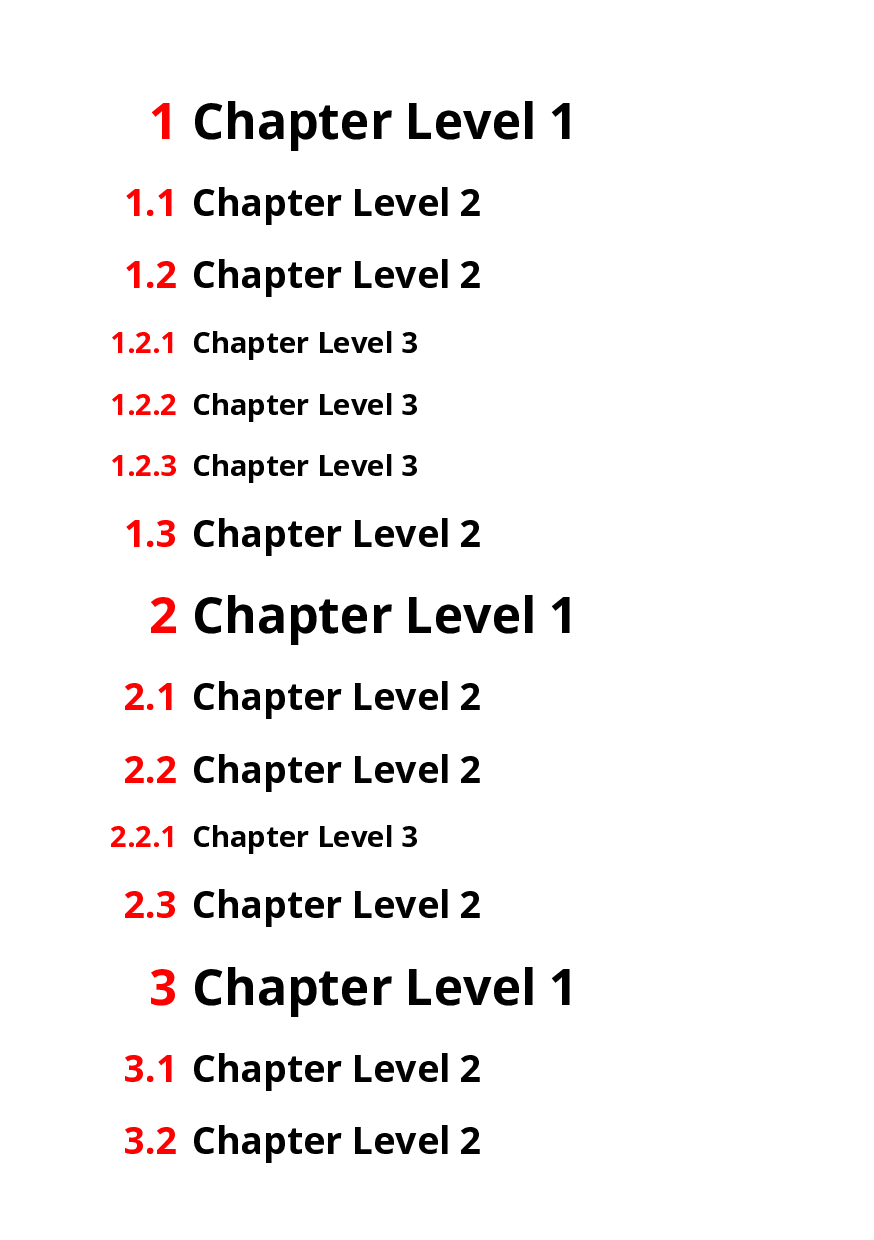 1 Chapter Level 1
1.1 Chapter Level 2
1.2 Chapter Level 2
1.2.1 Chapter Level 3
1.2.2 Chapter Level 3
1.2.3 Chapter Level 3
1.3 Chapter Level 2
2 Chapter Level 1
2.1 Chapter Level 2
2.2 Chapter Level 2
2.2.1 Chapter Level 3
2.3 Chapter Level 2
3 Chapter Level 1
3.1 Chapter Level 2
3.2 Chapter Level 2